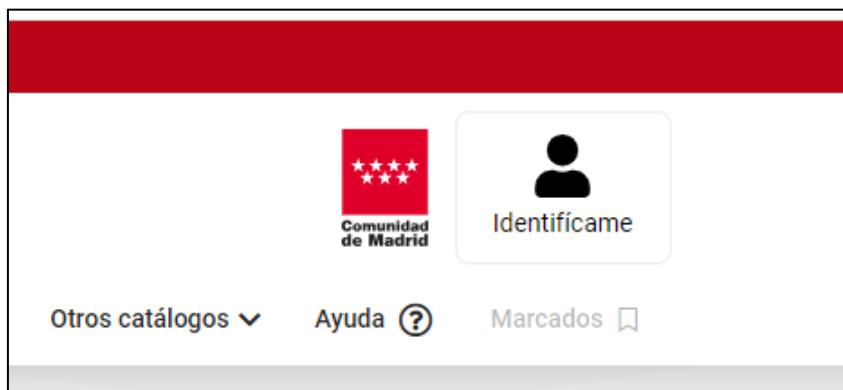 Comunidad
de Madrid
Identifícame
Otros catálogos
Ayuda ?
Marcados